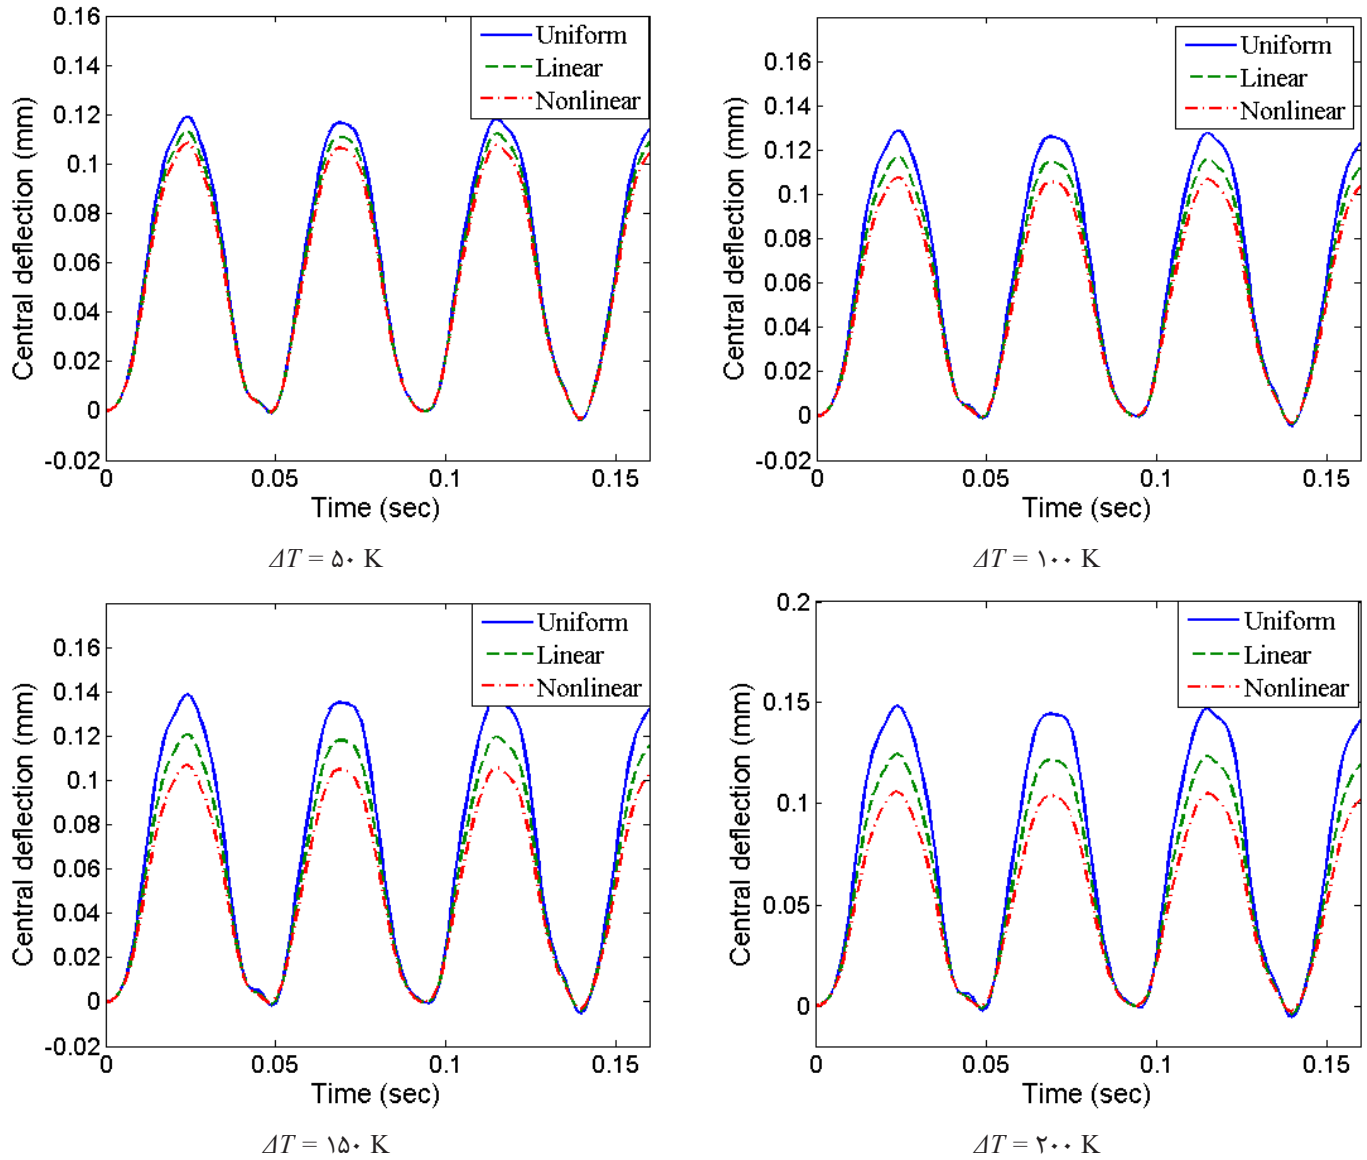 0.16
0.14
0.12
0.1
0.08
0.06
0.04
0.02
0
-0.02
Central deflection (mm)
Uniform
Linear
Nonlinear
0
0.05
0.1
0.15
Time (sec)
ΔT = ۵۰ K
0.16
0.14
0.12
0.1
0.08
0.06
0.04
0.02
0
-0.02
Central deflection (mm)
Uniform
Linear
Nonlinear
0
0.05
0.1
0.15
Time (sec)
ΔT = ۱۰۰ K
0.16
0.14
0.12
0.1
0.08
0.06
0.04
0.02
0
-0.02
Central deflection (mm)
Uniform
Linear
Nonlinear
0
0.05
0.1
0.15
Time (sec)
ΔT = ۱۵۰ K
0.2
0.15
0.1
0.05
0
Central deflection (mm)
Uniform
Linear
Nonlinear
0
0.05
0.1
0.15
Time (sec)
ΔT = ۲۰۰ K